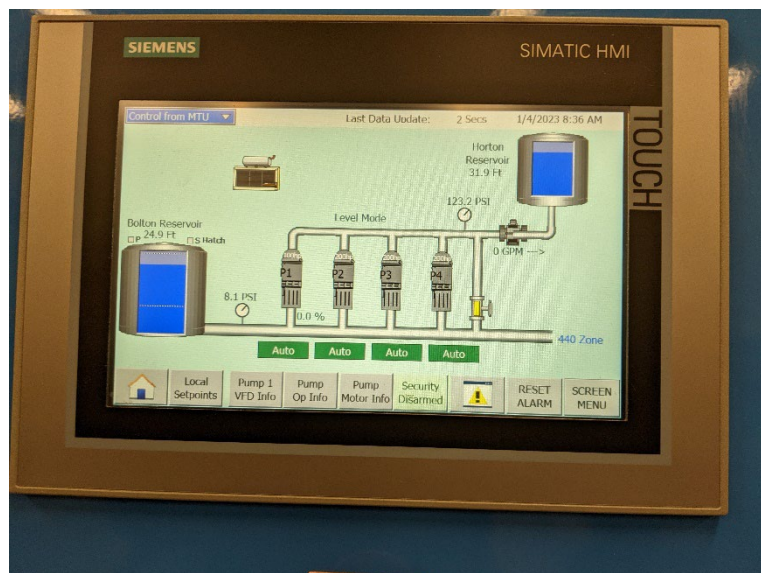 SIEMENS
SIMATIC HMI
TOUCH
Control from MTU
Last Data Update:
2 Secs
1/4/2023 8:36 AM
Horton
Reservoir
31.9 Ft
123.2 PSI
Level Mode
Bolton Reservoir
24.9 Ft
P
S Hatch
0 GPM --->
P1
200hp
P2
200hp
P3
200hp
P4
8.1 PSI
0.0 %
440 Zone
Auto
Auto
Auto
Auto
Local
Setpoints
Pump 1
VFD Info
Pump
Op Info
Pump
Motor Info
Security
Disarmed
RESET
ALARM
SCREEN
MENU